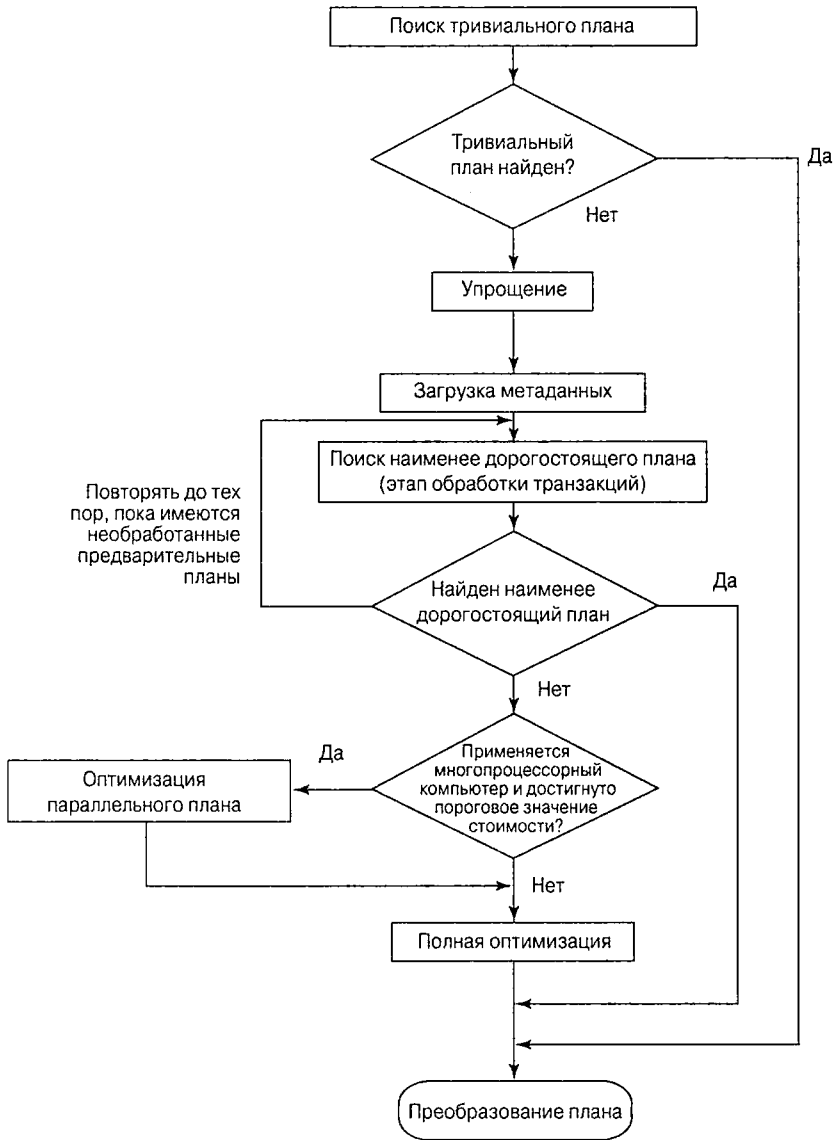 Поиск тривиального плана
Тривиальный
план найден?
Да
Нет
Упрощение
Загрузка метаданных
Поиск наименее дорогостоящего плана
(этап обработки транзакций)
Повторять до тех
пор, пока имеются
необработанные
предварительные
планы
Найден наименее
дорогостоящий план
Да
Нет
Применяется
многопроцессорный
компьютер и достигнуто
пороговое значение
стоимости?
Да
Оптимизация
параллельного плана
Нет
Полная оптимизация
Преобразование плана